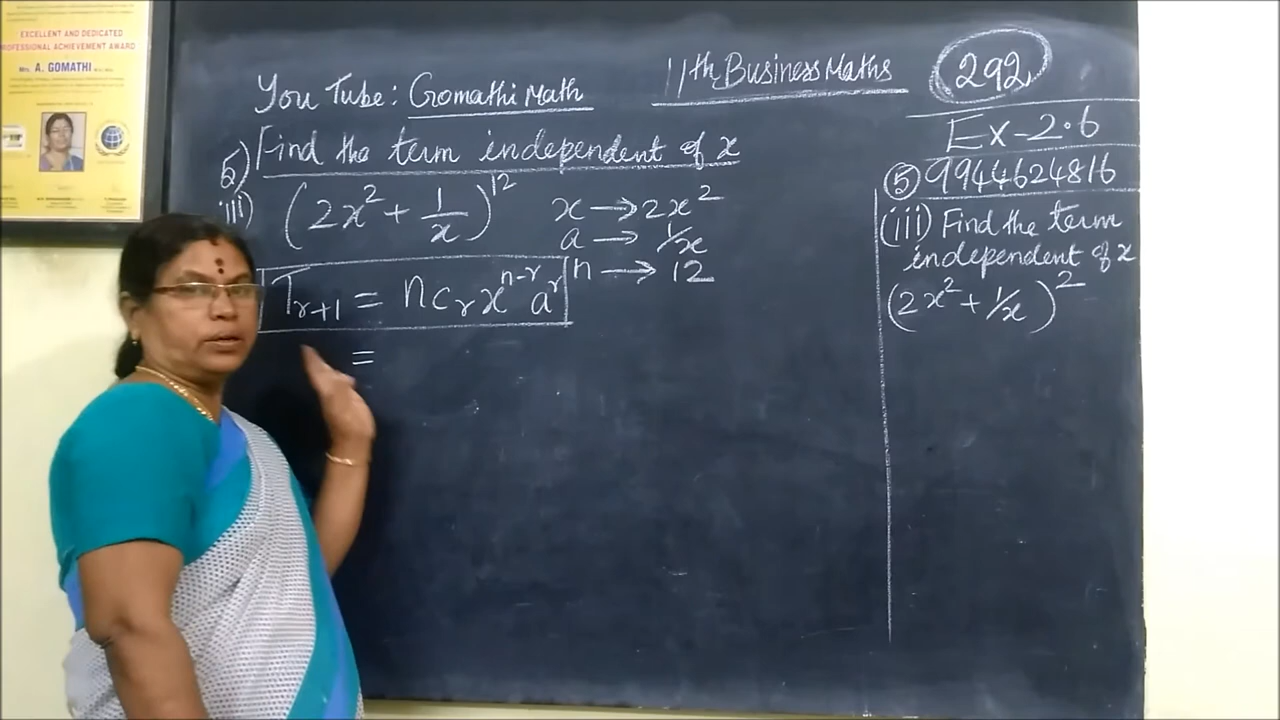 EXCELLENT AND DEDICATED
PROFESSIONAL ACHIEVEMENT AWARD
Mrs. A. GOMATHI
You Tube: Gomathi Math
11th Business Maths
292
5) Find the term independent of x
iii) (2x² + 1/x)¹² x → 2x²
a → 1/x
n → 12
Tr+1 = nCr x^n-r a^r
=
Ex-2.6
⑤ 9944624816
(iii) Find the term
independent of x
(2x² + 1/x)²